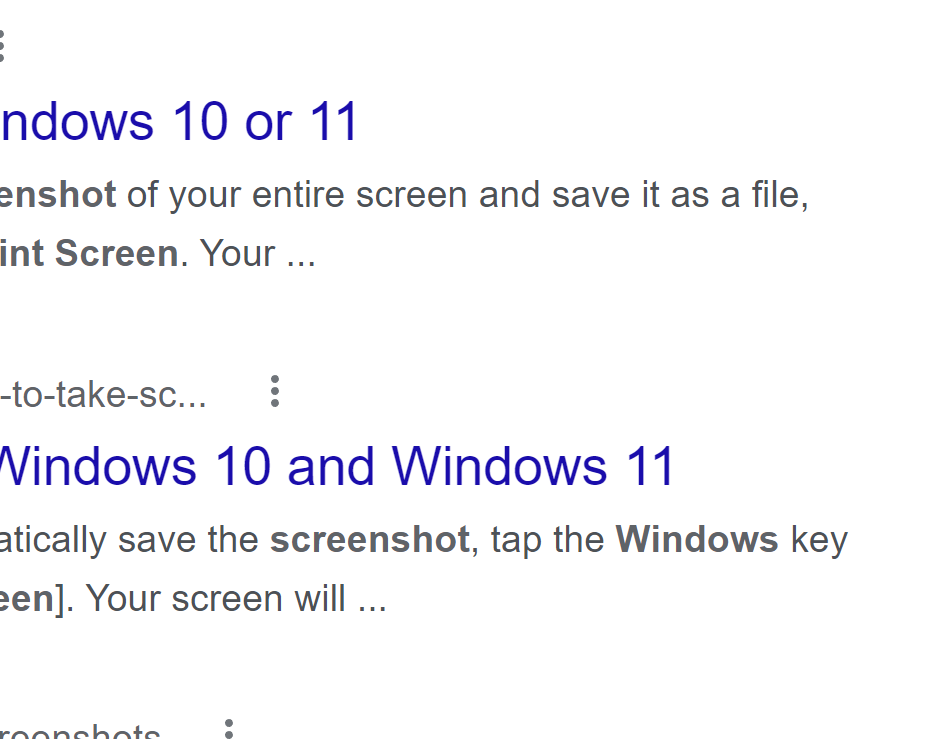 ndows 10 or 11
enshot of your entire screen and save it as a file,
int Screen. Your ...
-to-take-sc...
Windows 10 and Windows 11
atically save the screenshot, tap the Windows key
een]. Your screen will ...
reenshots